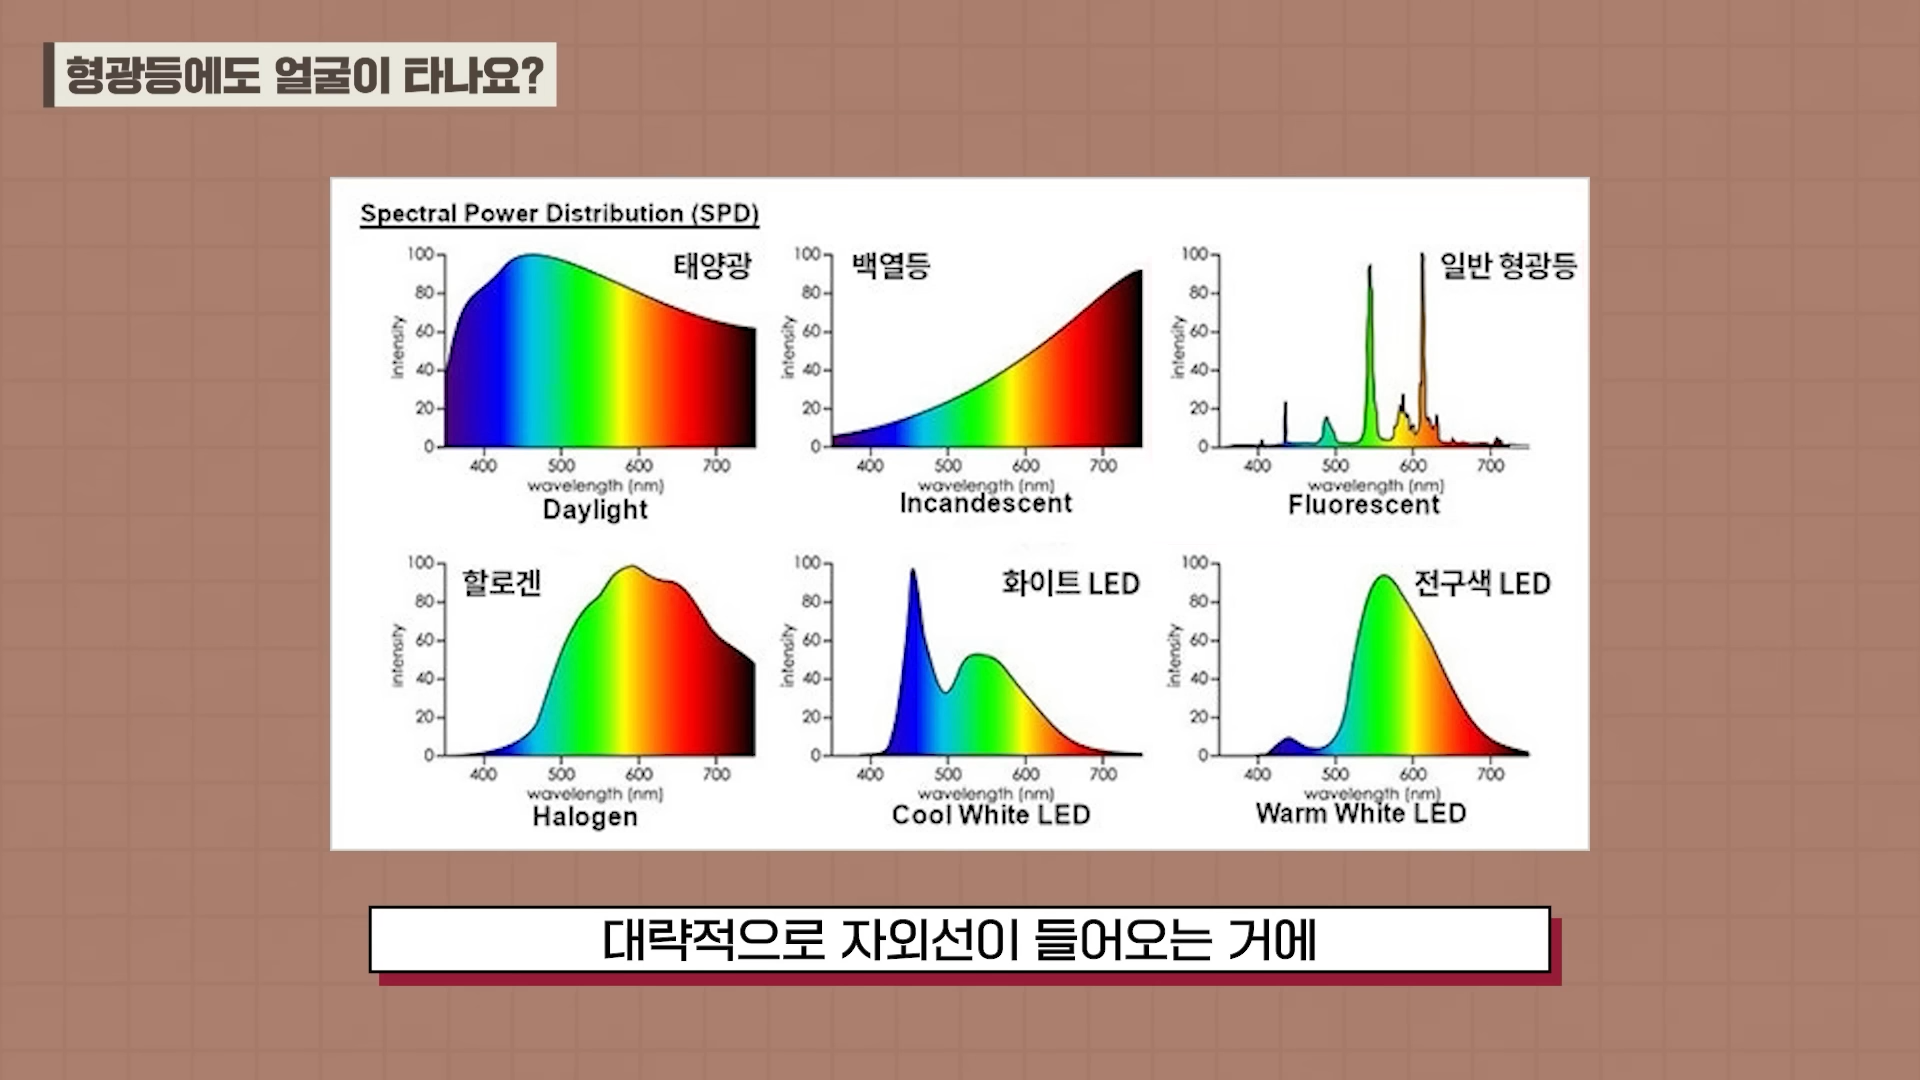 형광등에도 얼굴이 타나요?
Spectral Power Distribution (SPD)
태양광
100
80
60
40
20
0
intensity
400 500 600 700
wavelength (nm)
Daylight
백열등
100
80
60
40
20
0
intensity
400 500 600 700
wavelength (nm)
Incandescent
일반 형광등
100
80
60
40
20
0
intensity
400 500 600 700
wavelength (nm)
Fluorescent
할로겐
100
80
60
40
20
0
intensity
400 500 600 700
wavelength (nm)
Halogen
화이트 LED
100
80
60
40
20
0
intensity
400 500 600 700
wavelength (nm)
Cool White LED
전구색 LED
100
80
60
40
20
0
intensity
400 500 600 700
wavelength (nm)
Warm White LED
대략적으로 자외선이 들어오는 거에